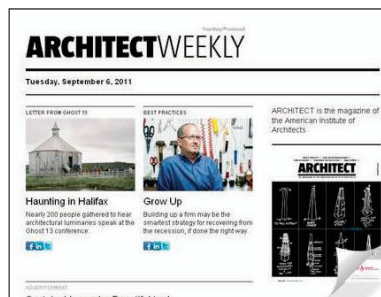 ARCHITECTWEEKLY
Tuesday, September 6, 2011
LETTER FROM GHOST 13
Haunting in Halifax
Nearly 200 people gathered to hear
architectural luminaries speak at the
Ghost 13 conference.
BEST PRACTICES
Grow Up
Building up a firm may be the
smartest strategy for recovering from
the recession, if done the right way.
ARCHITECT is the magazine of
the American Institute of
Architects
ARCHITECT
ADVERTISEMENT